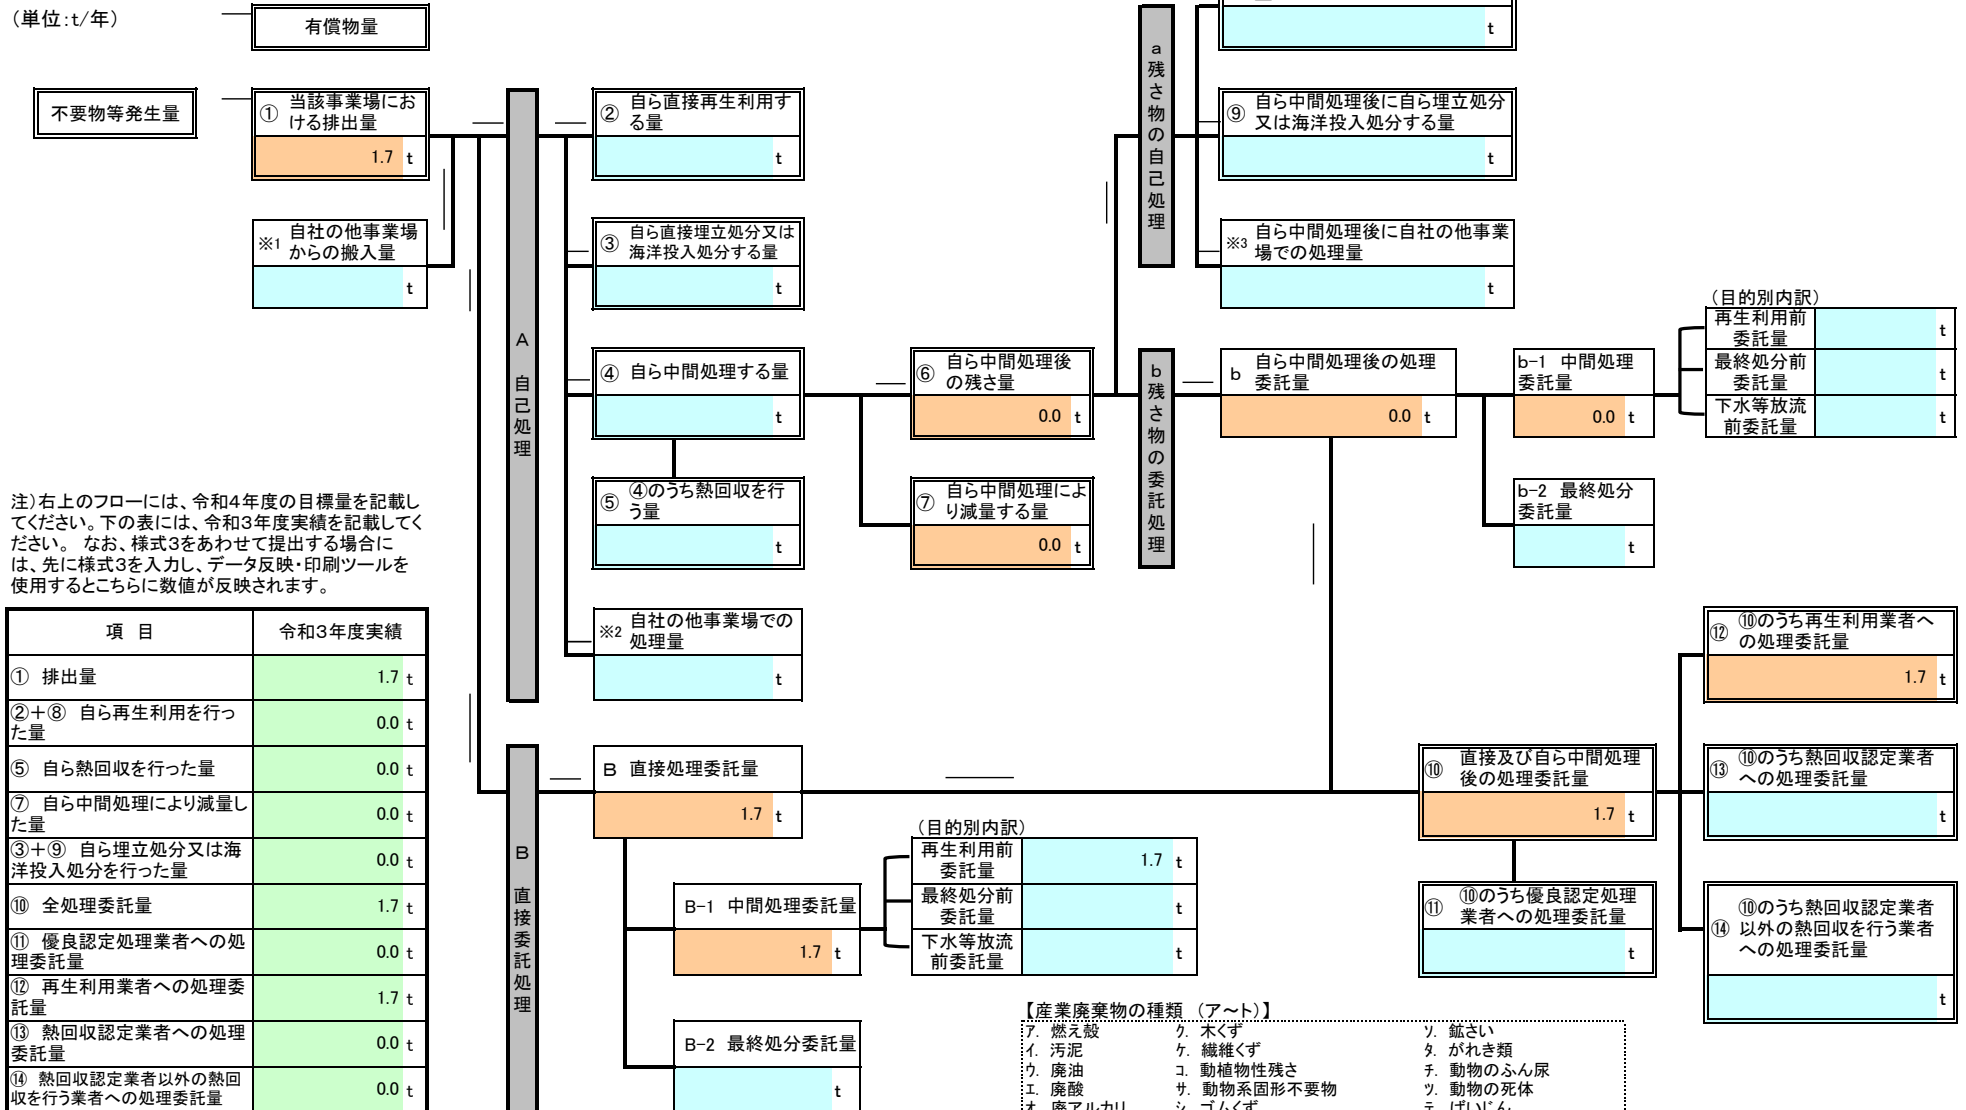 （単位:ｔ/年）
有償物量
不要物等発生量
① 当該事業場にお
ける排出量
1.7 t
※1 自社の他事業場
からの搬入量
t
A 自己処理
② 自ら直接再生利用す
る量
t
③ 自ら直接埋立処分又は
海洋投入処分する量
t
④ 自ら中間処理する量
t
⑤ ④のうち熱回収を行
う量
t
※2 自社の他事業場での
処理量
t
⑥ 自ら中間処理後
の残さ量
0.0 t
⑦ 自ら中間処理によ
り減量する量
0.0 t
a 残さ物の自己処理
t
⑨ 自ら中間処理後に自ら埋立処分
又は海洋投入処分する量
t
※3 自ら中間処理後に自社の他事業
場での処理量
t
b 残さ物の委託処理
b 自ら中間処理後の処理
委託量
0.0 t
b-1 中間処理
委託量
0.0 t
b-2 最終処分
委託量
t
（目的別内訳）
再生利用前
委託量
t
最終処分前
委託量
t
下水等放流
前委託量
t
注）右上のフローには、令和４年度の目標量を記載し
てください。下の表には、令和３年度実績を記載してく
ださい。 なお、様式３をあわせて提出する場合に
は、先に様式３を入力し、データ反映・印刷ツールを
使用するとこちらに数値が反映されます。
項 目 令和３年度実績
① 排出量 1.7 t
②＋⑧ 自ら再生利用を行っ
た量 0.0 t
⑤ 自ら熱回収を行った量 0.0 t
⑦ 自ら中間処理により減量し
た量 0.0 t
③＋⑨ 自ら埋立処分又は海
洋投入処分を行った量 0.0 t
⑩ 全処理委託量 1.7 t
⑪ 優良認定処理業者への処
理委託量 0.0 t
⑫ 再生利用業者への処理委
託量 1.7 t
⑬ 熱回収認定業者への処理
委託量 0.0 t
⑭ 熱回収認定業者以外の熱回
収を行う業者への処理委託量 0.0 t
B 直接委託処理
B 直接処理委託量
1.7 t
B-1 中間処理委託量
1.7 t
B-2 最終処分委託量
t
（目的別内訳）
再生利用前
委託量
1.7 t
最終処分前
委託量
t
下水等放流
前委託量
t
⑩ 直接及び自ら中間処理
後の処理委託量
1.7 t
⑪ ⑩のうち優良認定処理
業者への処理委託量
t
⑫ ⑩のうち再生利用業者へ
の処理委託量
1.7 t
⑬ ⑩のうち熱回収認定業者
への処理委託量
t
⑭ ⑩のうち熱回収認定業者
以外の熱回収を行う業者
への処理委託量
t
【産業廃棄物の種類 （ア～ト）】
ｱ. 燃え殻 ｸ. 木くず ｿ. 鉱さい
ｲ. 汚泥 ｹ. 繊維くず ﾀ. がれき類
ｳ. 廃油 ｺ. 動植物性残さ ﾁ. 動物のふん尿
ｴ. 廃酸 ｻ. 動物系固形不要物 ﾂ. 動物の死体
ｵ. 廃アルカリ ｼ. ゴムくず ﾃ. ばいじん